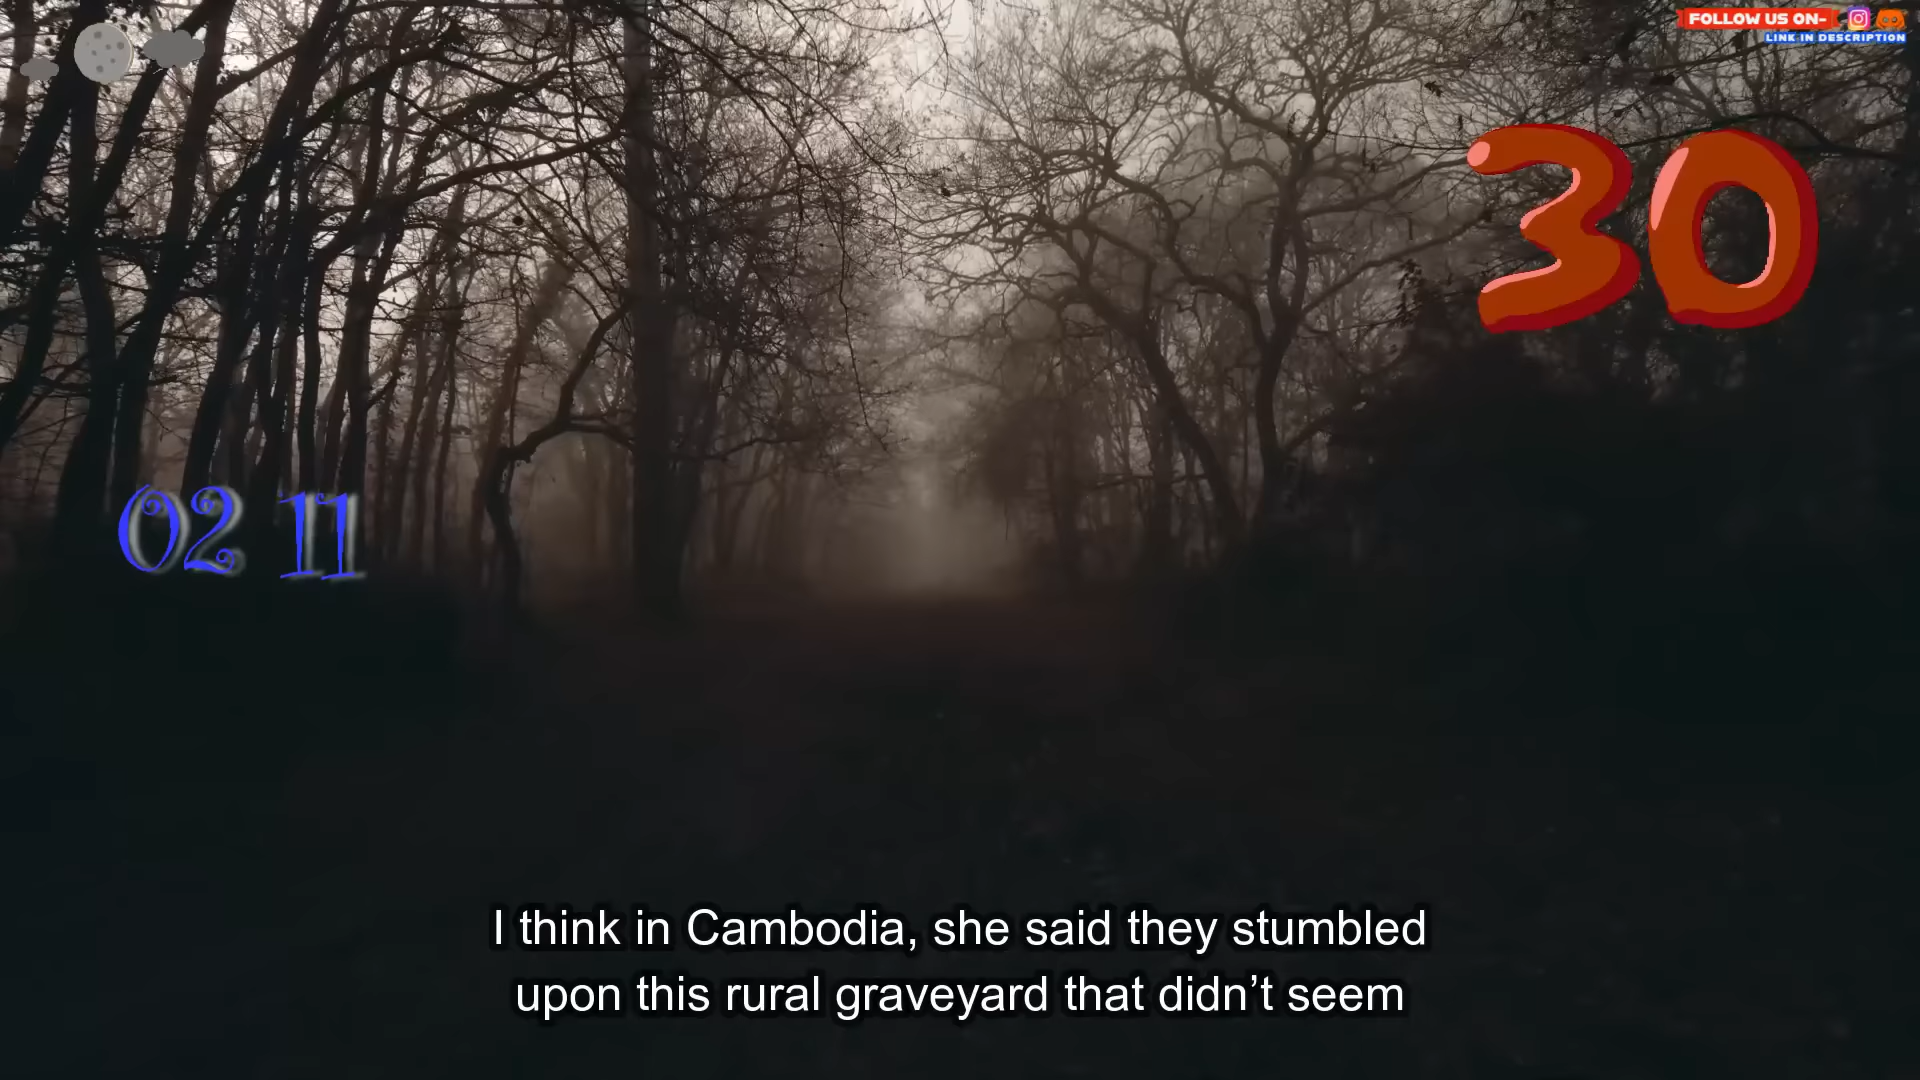 FOLLOW US ON-
LINK IN DESCRIPTION
30
02 11
I think in Cambodia, she said they stumbled
upon this rural graveyard that didn’t seem